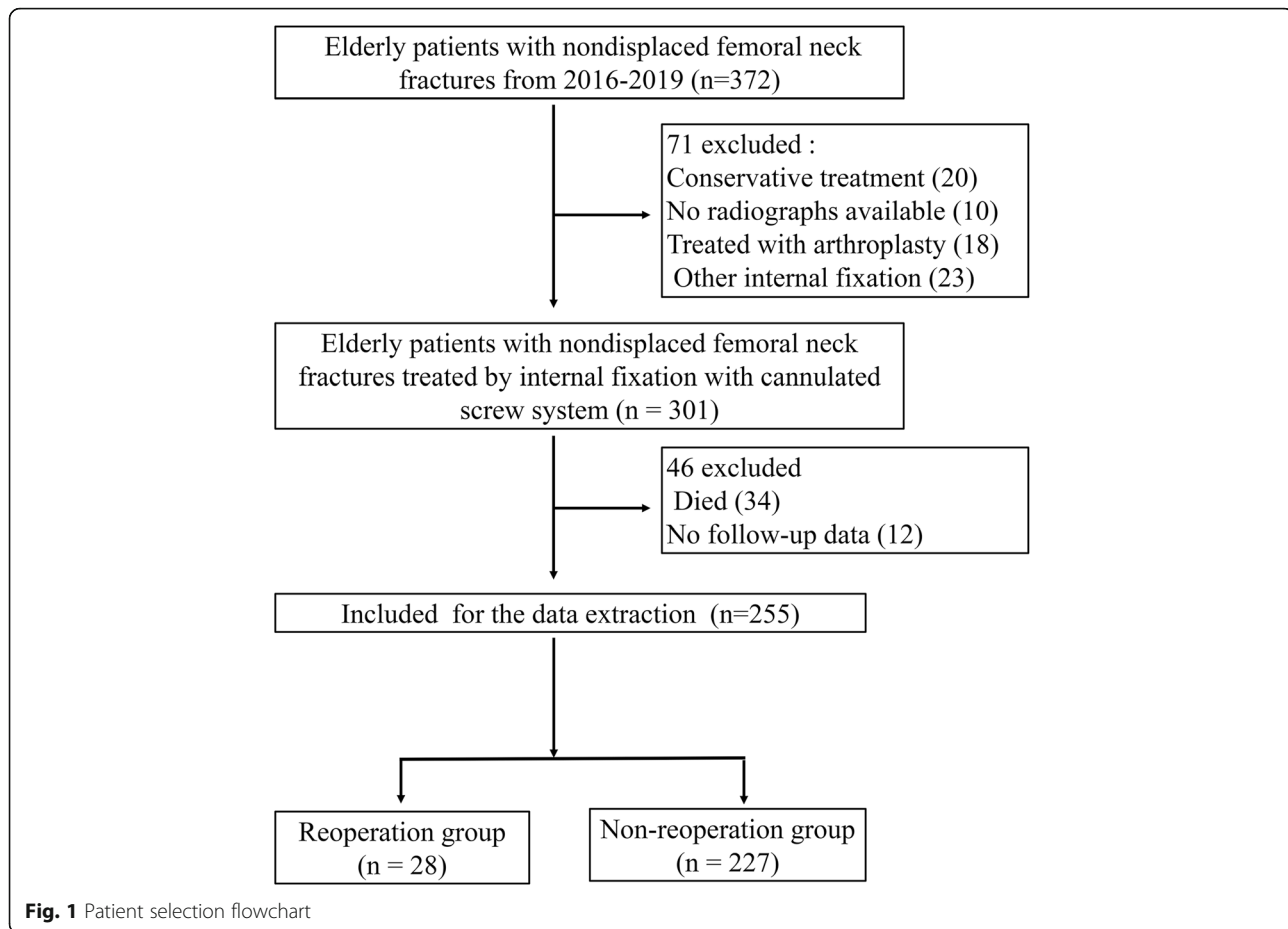 Elderly patients with nondisplaced femoral neck
fractures from 2016-2019 (n=372)
71 excluded :
Conservative treatment (20)
No radiographs available (10)
Treated with arthroplasty (18)
Other internal fixation (23)
Elderly patients with nondisplaced femoral neck
fractures treated by internal fixation with cannulated
screw system (n = 301)
46 excluded
Died (34)
No follow-up data (12)
Included for the data extraction (n=255)
Reoperation group
(n = 28)
Non-reoperation group
(n = 227)
Fig. 1 Patient selection flowchart